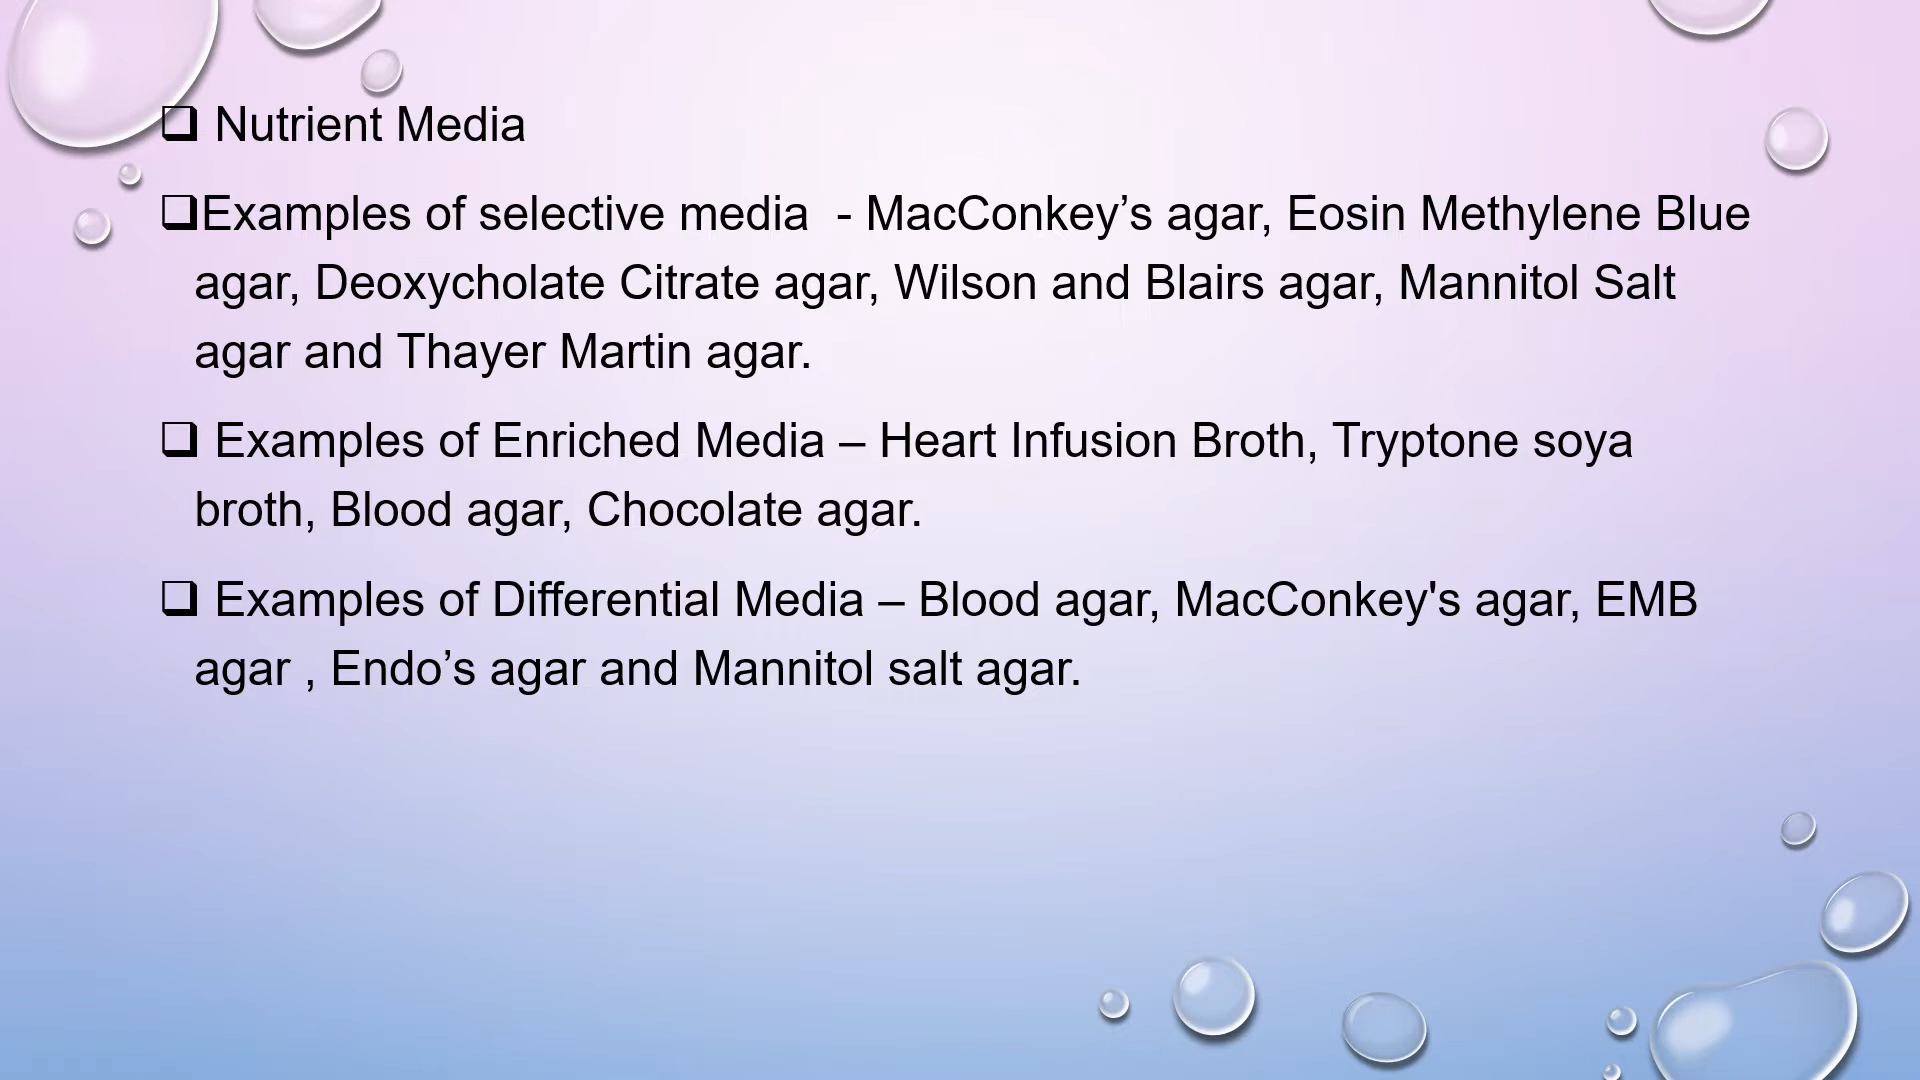 ❑ Nutrient Media
❑Examples of selective media  - MacConkey’s agar, Eosin Methylene Blue
agar, Deoxycholate Citrate agar, Wilson and Blairs agar, Mannitol Salt
agar and Thayer Martin agar.
❑ Examples of Enriched Media – Heart Infusion Broth, Tryptone soya
broth, Blood agar, Chocolate agar.
❑ Examples of Differential Media – Blood agar, MacConkey's agar, EMB
agar , Endo’s agar and Mannitol salt agar.